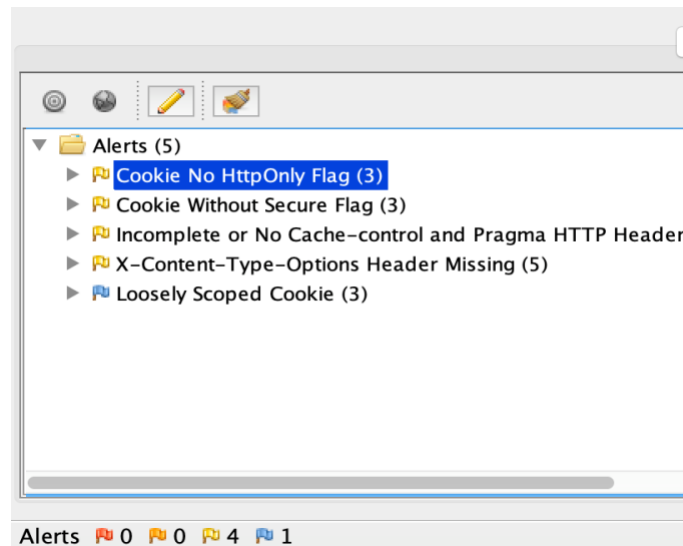 Alerts (5)
Cookie No HttpOnly Flag (3)
Cookie Without Secure Flag (3)
Incomplete or No Cache-control and Pragma HTTP Header
X-Content-Type-Options Header Missing (5)
Loosely Scoped Cookie (3)
Alerts 0 0 4 1